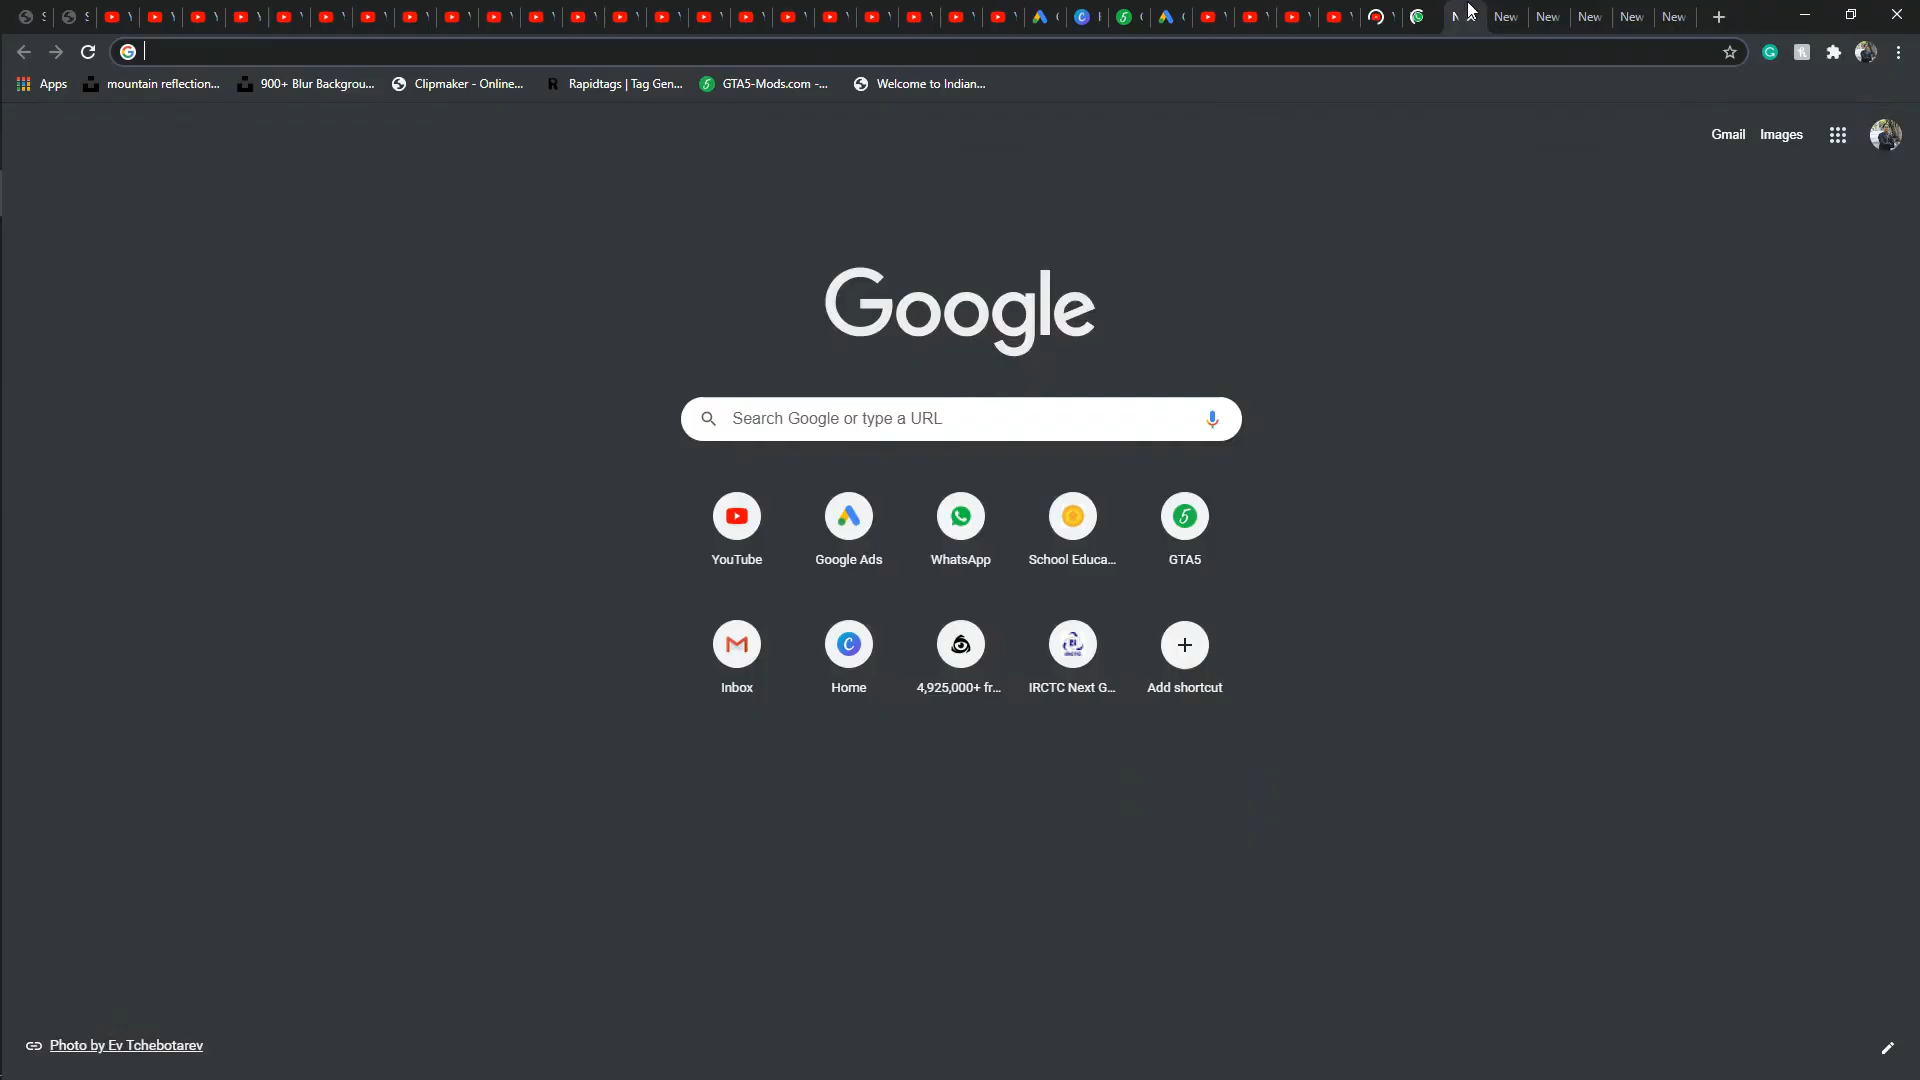 New New New New New
Apps mountain reflection... 900+ Blur Backgrou... Clipmaker - Online... R Rapidtags | Tag Gen... 5 GTA5-Mods.com -... Welcome to Indian...
Gmail Images
Google
Search Google or type a URL
YouTube Google Ads WhatsApp School Educa... GTA5
Inbox Home 4,925,000+ fr... IRCTC Next G... Add shortcut
Photo by Ev Tchebotarev